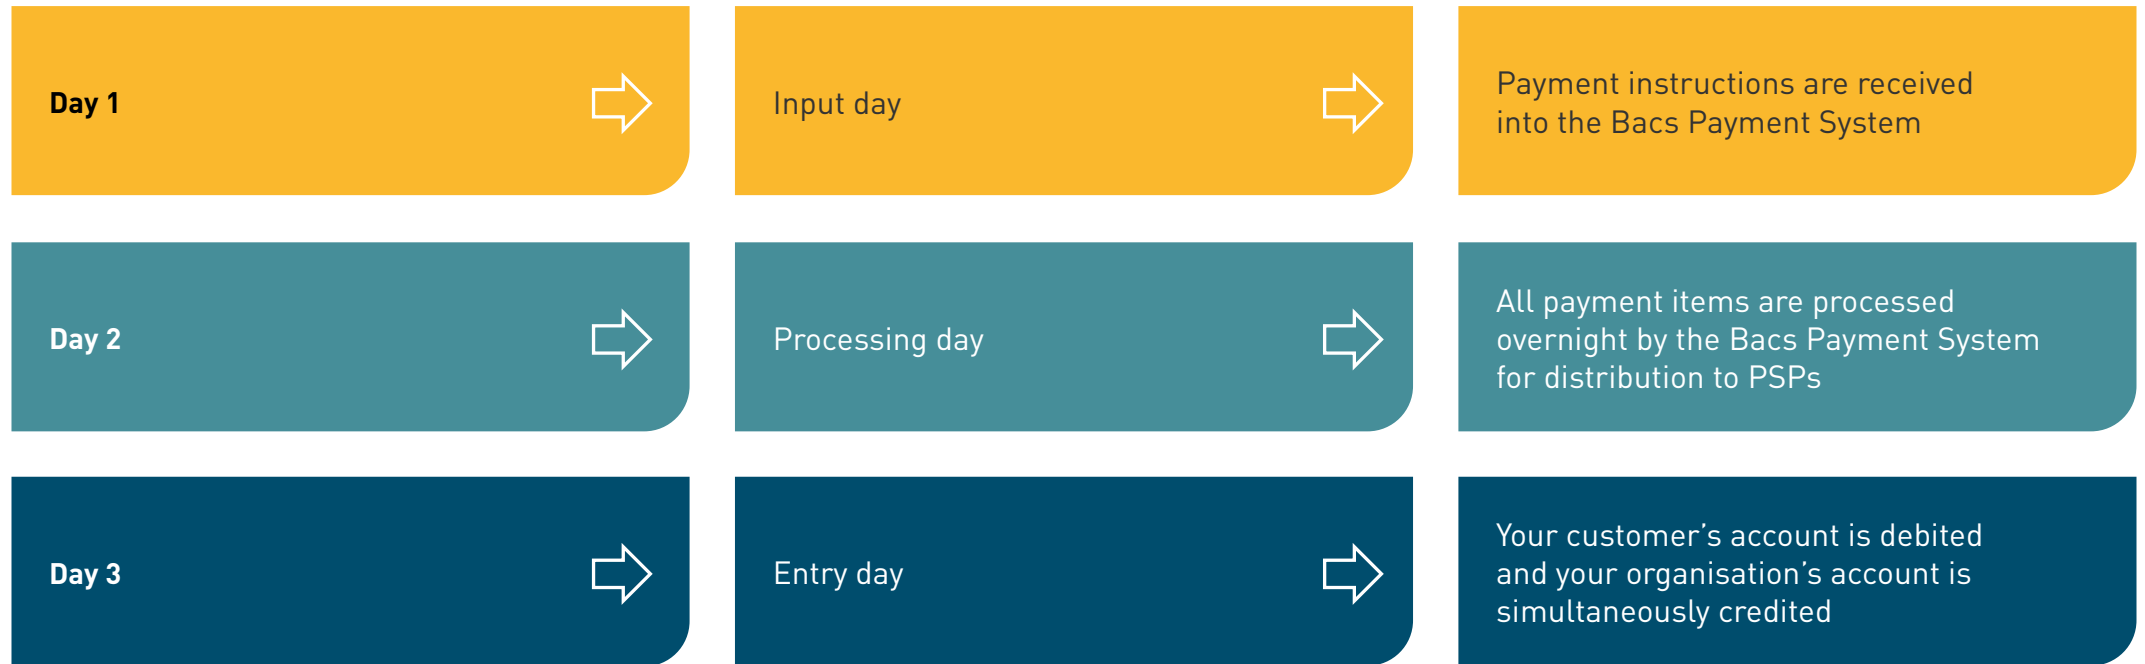 Day 1
Input day
Payment instructions are received
into the Bacs Payment System
Day 2
Processing day
All payment items are processed
overnight by the Bacs Payment System
for distribution to PSPs
Day 3
Entry day
Your customer’s account is debited
and your organisation’s account is
simultaneously credited